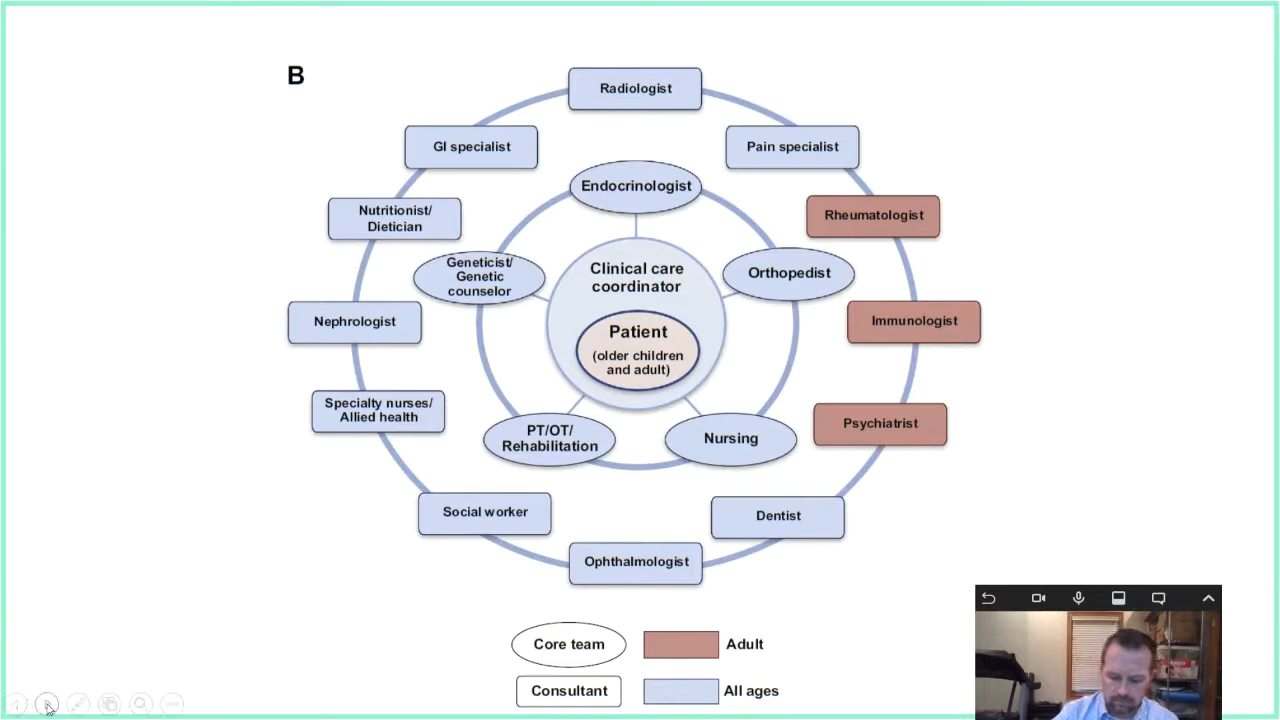 B
Radiologist
GI specialist
Pain specialist
Endocrinologist
Nutritionist/
Dietician
Rheumatologist
Geneticist/
Genetic
counselor
Clinical care
coordinator
Orthopedist
Nephrologist
Patient
(older children
and adult)
Immunologist
Specialty nurses/
Allied health
PT/OT/
Rehabilitation
Nursing
Psychiatrist
Social worker
Dentist
Ophthalmologist
Core team
Adult
Consultant
All ages